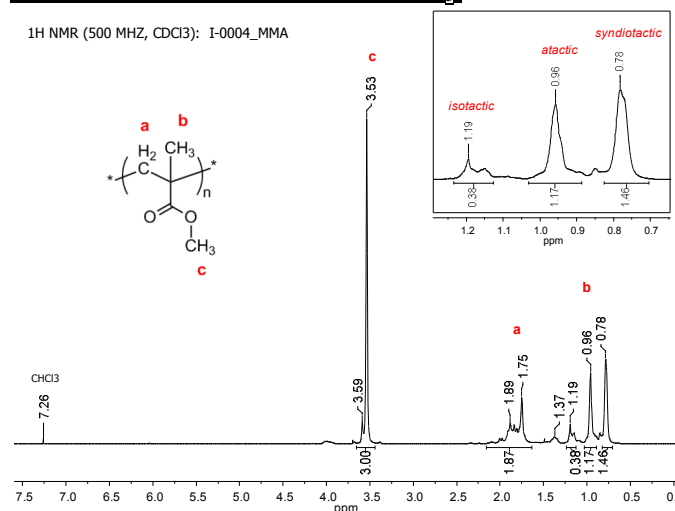 1H NMR (500 MHZ, CDCl3): I-0004_MMA
c
3.53
isotactic
atactic
syndiotactic
1.19
0.96
0.78
0.38
1.17
1.46
1.2 1.1 1.0 0.9 0.8 0.7
ppm
a
b
H2
C
CH3
*
*
n
O
O
CH3
c
b
a
CHCl3
7.26
3.59
1.89
1.75
1.37
1.19
0.96
0.78
3.00
1.87
0.38
1.17
1.46
7.5 7.0 6.5 6.0 5.5 5.0 4.5 4.0 3.5 3.0 2.5 2.0 1.5 1.0 0.5 0.
ppm